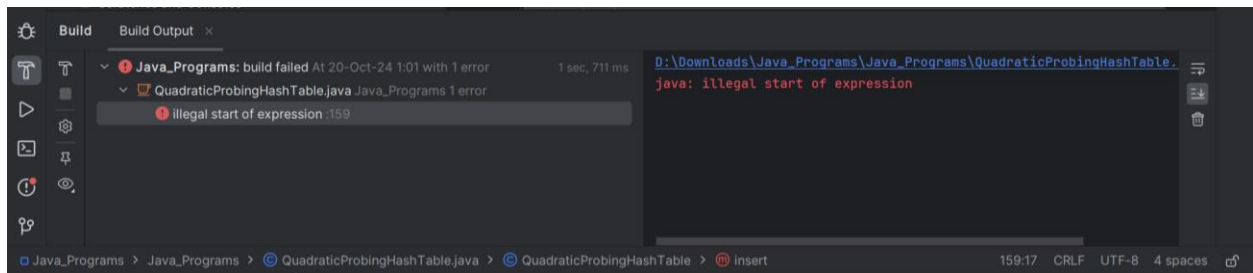 Build Build Output ×
Java_Programs: build failed At 20-Oct-24 1:01 with 1 error 1 sec, 711 ms
QuadraticProbingHashTable.java Java_Programs 1 error
illegal start of expression :159
D:\Downloads\Java_Programs\Java_Programs\QuadraticProbingHashTable.
java: illegal start of expression
Java_Programs > Java_Programs > QuadraticProbingHashTable.java > QuadraticProbingHashTable > insert 159:17 CRLF UTF-8 4 spaces